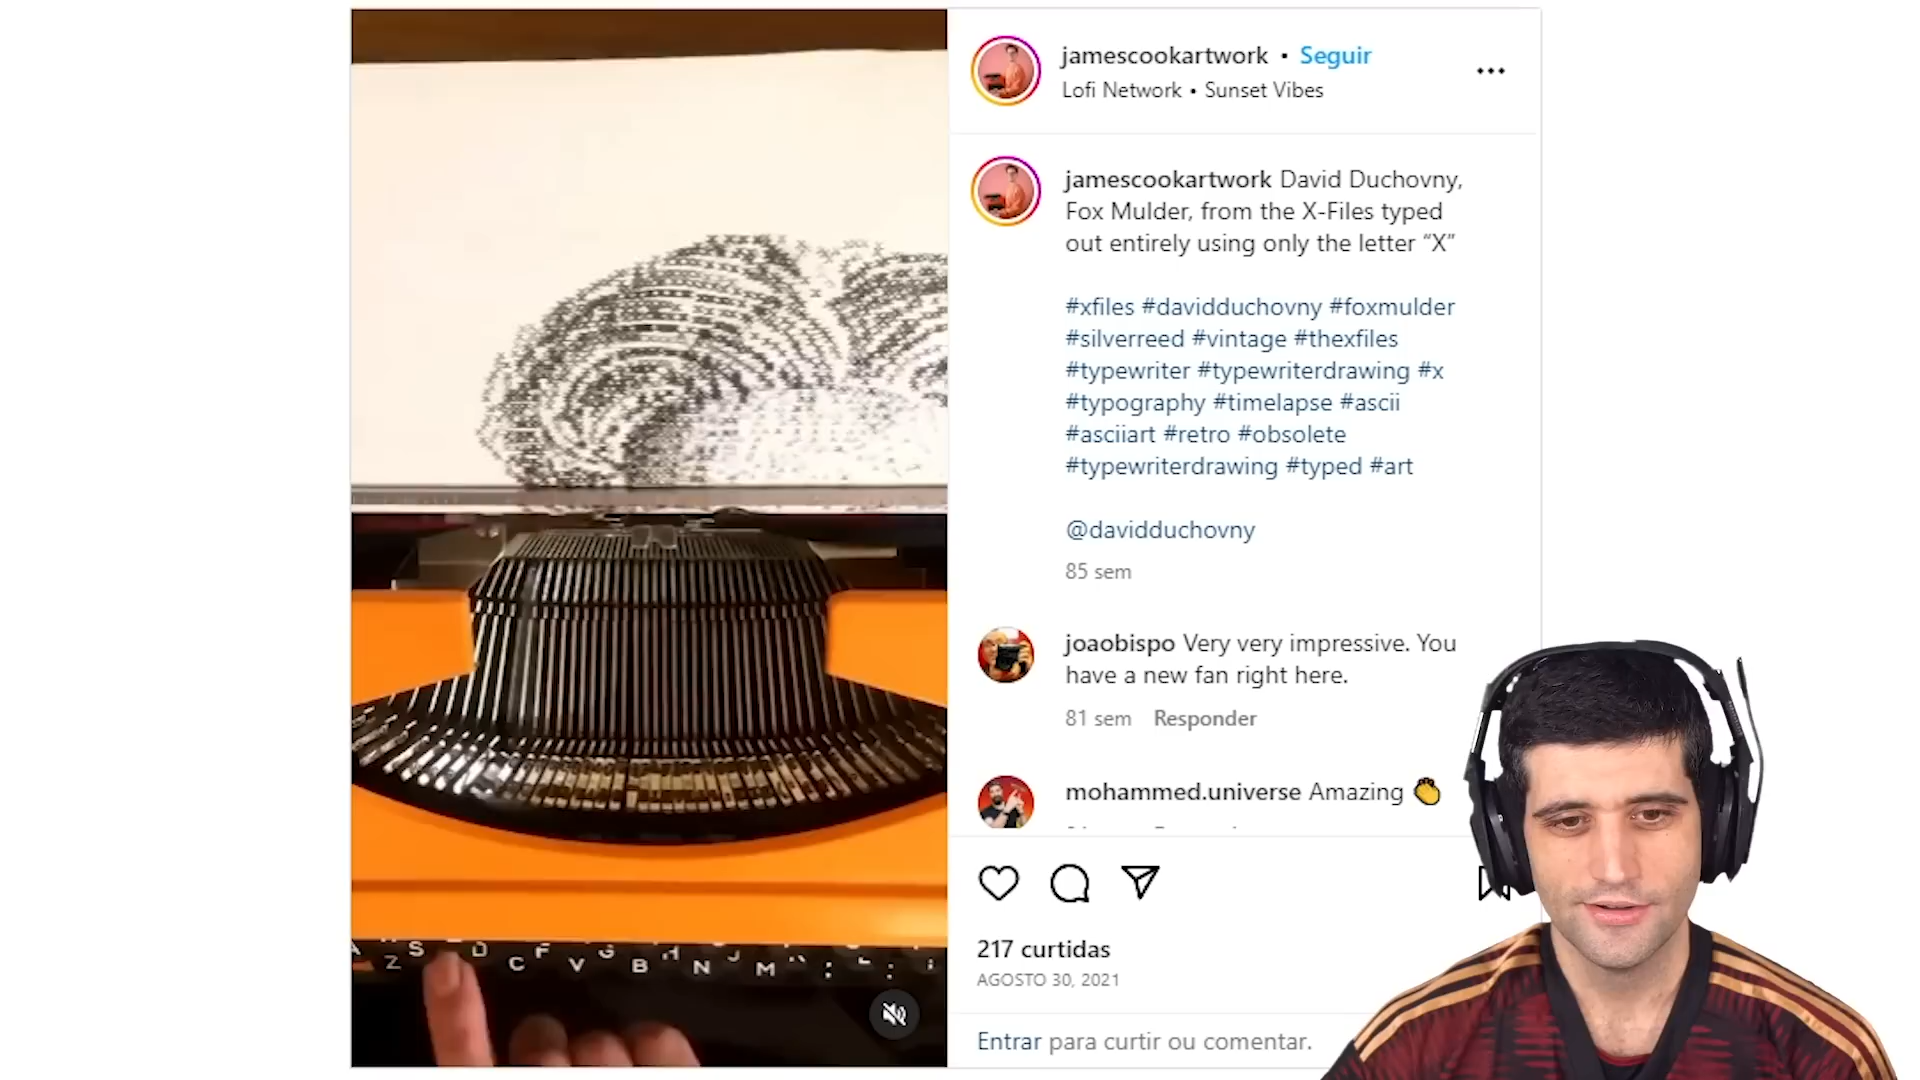 jamescookartwork • Seguir
Lofi Network • Sunset Vibes
jamescookartwork David Duchovny,
Fox Mulder, from the X-Files typed
out entirely using only the letter “X”
#xfiles #davidduchovny #foxmulder
#silverreed #vintage #thexfiles
#typewriter #typewriterdrawing #x
#typography #timelapse #ascii
#asciiart #retro #obsolete
#typewriterdrawing #typed #art
@davidduchovny
85 sem
joaobispo Very very impressive. You
have a new fan right here.
81 sem Responder
mohammed.universe Amazing 👏
217 curtidas
AGOSTO 30, 2021
Entrar para curtir ou comentar.
A S D F G H J
Z C V B N M